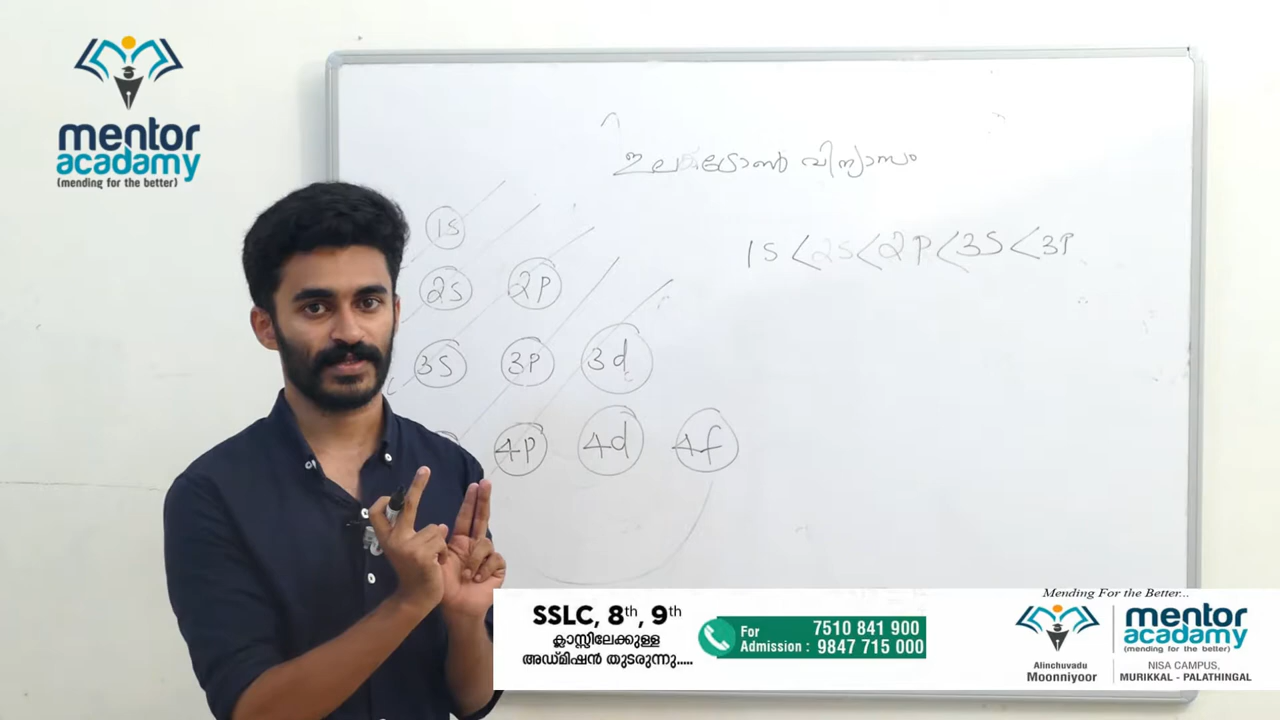 mentor
acadamy
(mending for the better)
ഇലക്ട്രോൺ വിന്യാസം
1s < 2s < 2p < 3s < 3p
1s
2s 2p
3s 3p 3d
4p 4d 4f
SSLC, 8th, 9th
ക്ലാസ്സിലേക്കുള്ള
അഡ്മിഷൻ തുടരുന്നു.....
For
Admission :
7510 841 900
9847 715 000
Mending For the Better...
mentor
acadamy
(mending for the better)
Alinchuvadu
Moonniyoor
NISA CAMPUS,
MURIKKAL - PALATHINGAL